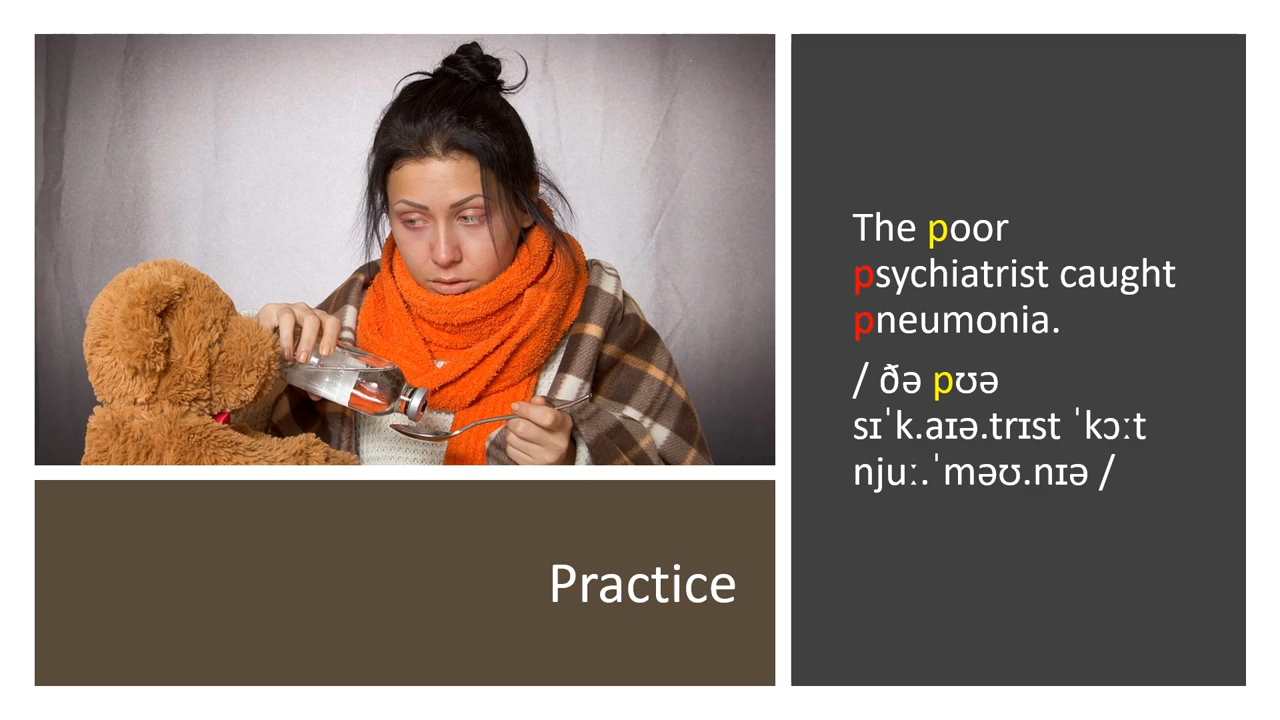 The poor
psychiatrist caught
pneumonia.
/ ðə pʊə
sɪˈk.aɪə.trɪst ˈkɔːt
njuː.ˈməʊ.nɪə /
Practice